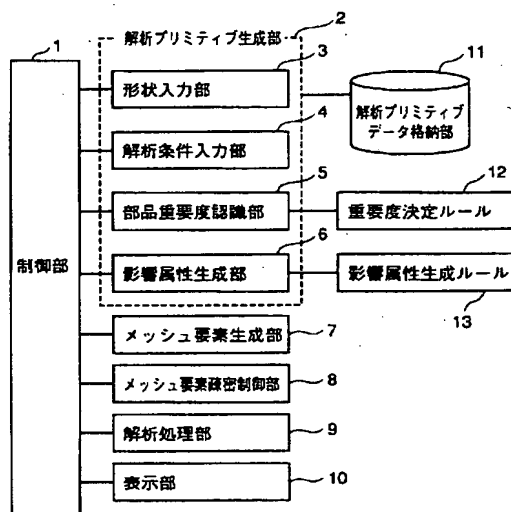 1
解析プリミティブ生成部
2
3
形状入力部
4
解析条件入力部
5
部品重要度認識部
6
影響属性生成部
制御部
メッシュ要素生成部
7
メッシュ要素疎密制御部
8
解析処理部
9
表示部
10
11
解析プリミティブ
データ格納部
12
重要度決定ルール
影響属性生成ルール
13